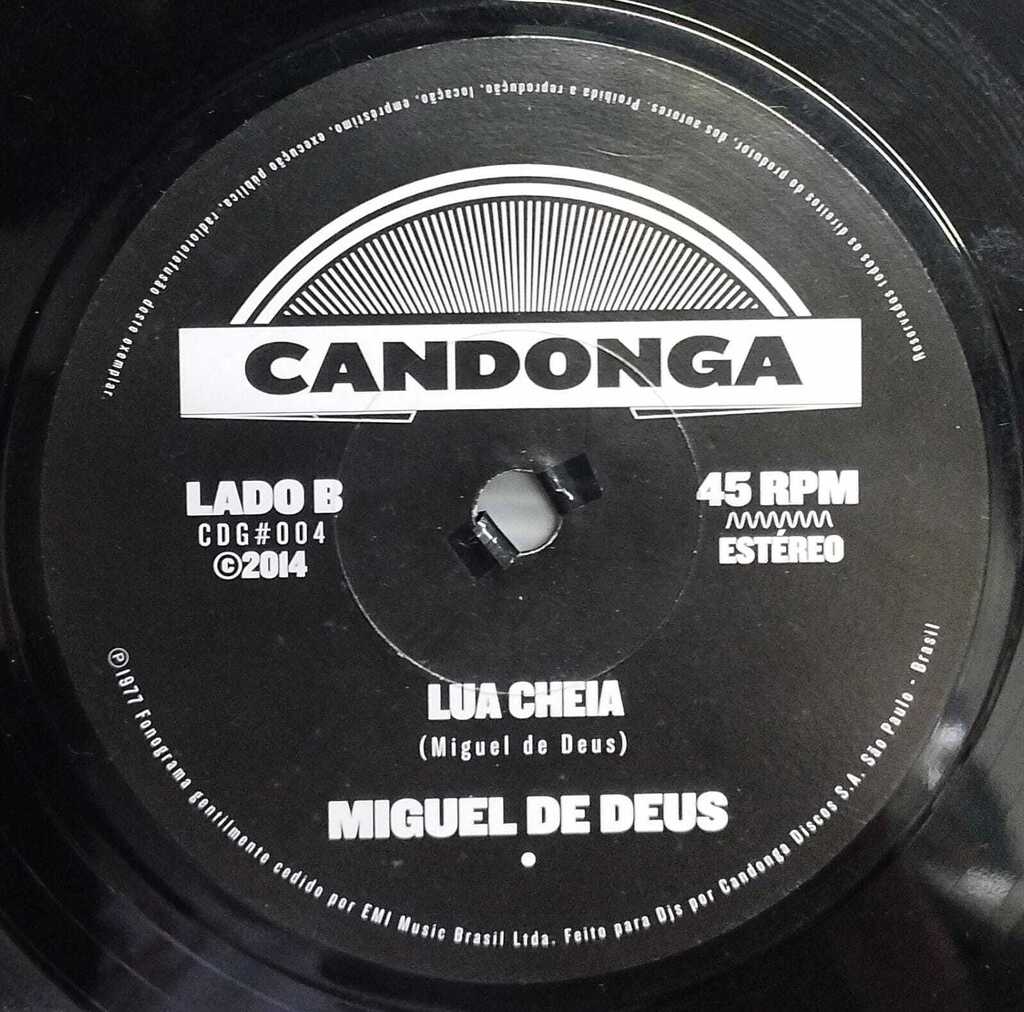 Reservados todos os direitos do produtor, dos autores. Proibida a reprodução, locação, empréstimo, execução pública, radioteledifusão deste exemplar.
CANDONGA
LADO B
CDG#004
©2014
45 RPM
ESTÉREO
LUA CHEIA
(Miguel de Deus)
MIGUEL DE DEUS
℗1977 Fonograma gentilmente cedido por EMI Music Brasil Ltda. Feito para Djs por Candonga Discos S.A. São Paulo - Brasil